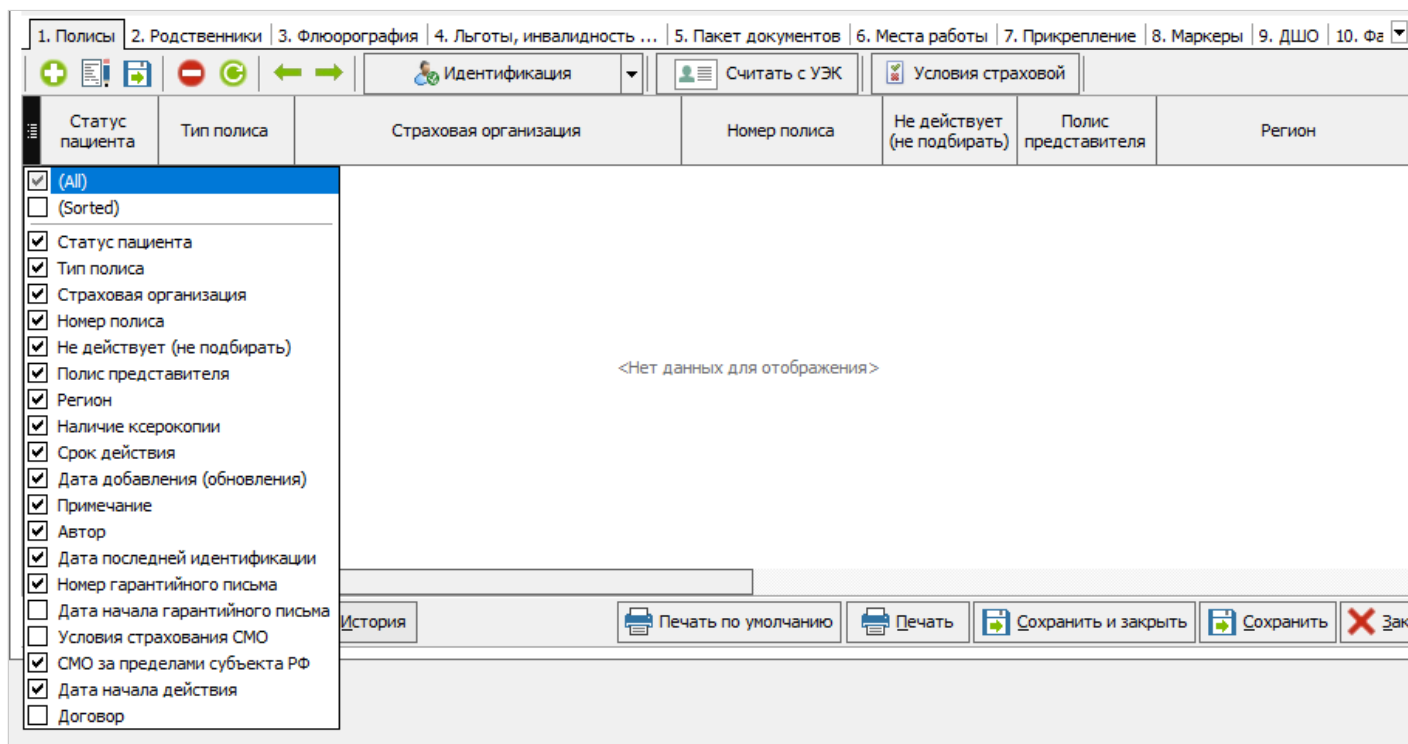 1. Полисы 2. Родственники 3. Флюорография 4. Льготы, инвалидность ... 5. Пакет документов 6. Места работы 7. Прикрепление 8. Маркеры 9. ДШО 10. Фа
Идентификация Считать с УЭК Условия страховой
Статус пациента Тип полиса Страховая организация Номер полиса Не действует (не подбирать) Полис представителя Регион
(All)
(Sorted)
Статус пациента
Тип полиса
Страховая организация
Номер полиса
Не действует (не подбирать)
Полис представителя
<Нет данных для отображения>
Регион
Наличие ксерокопии
Срок действия
Дата добавления (обновления)
Примечание
Автор
Дата последней идентификации
Номер гарантийного письма
Дата начала гарантийного письма
История Печать по умолчанию Печать Сохранить и закрыть Сохранить Зак
Условия страхования СМО
СМО за пределами субъекта РФ
Дата начала действия
Договор